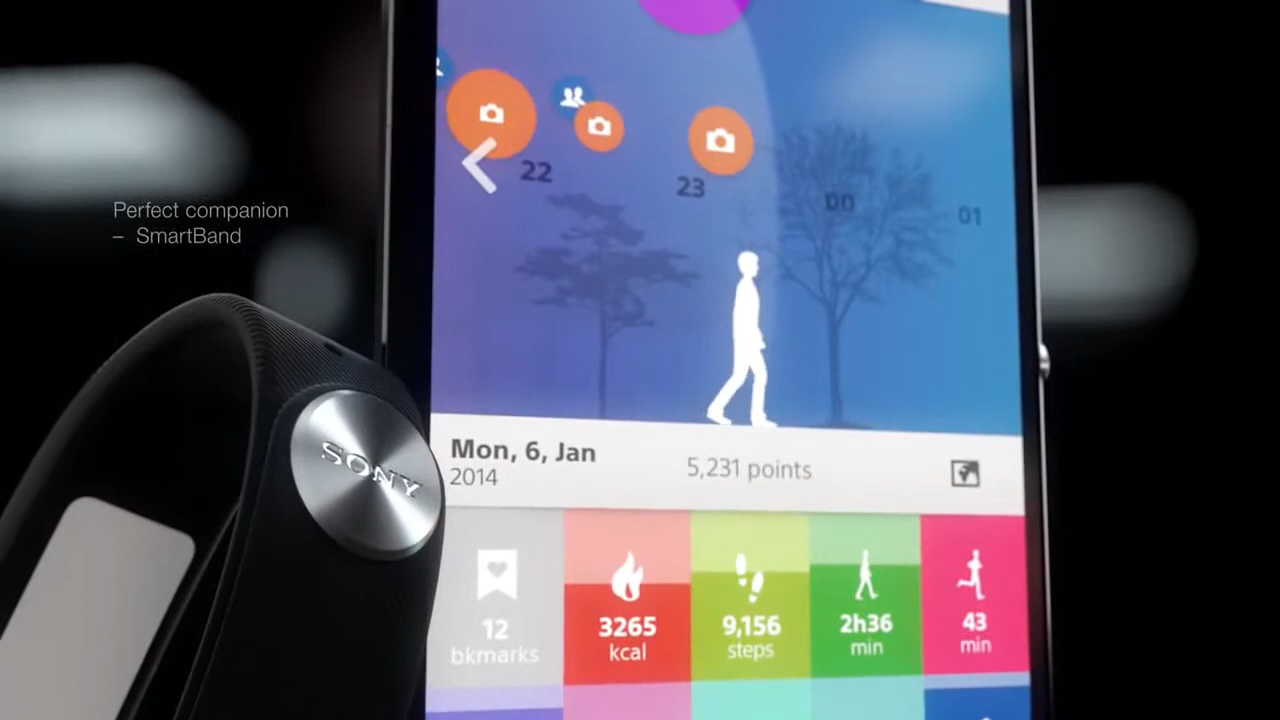 22
23
00
01
Perfect companion
– SmartBand
SONY
Mon, 6, Jan
2014
5,231 points
12
bkmarks
3265
kcal
9,156
steps
2h36
min
43
min